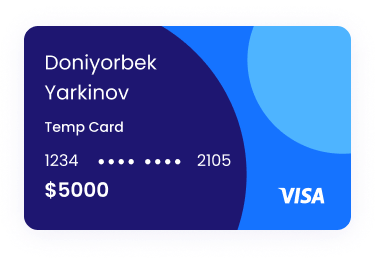 Doniyorbek
Yarkinov
Temp Card
1234 •••• •••• 2105
$5000
VISA